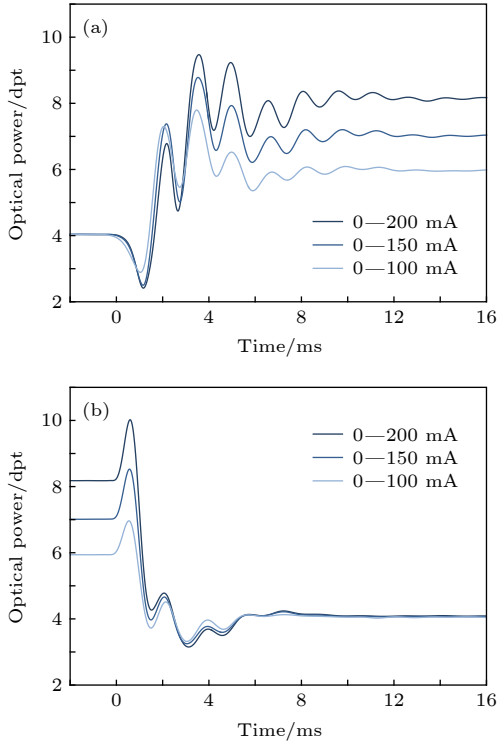 (a)
10
8
6
4
2
Optical power/dpt
0—200 mA
0—150 mA
0—100 mA
0 4 8 12 16
Time/ms
(b)
10
8
6
4
2
Optical power/dpt
0—200 mA
0—150 mA
0—100 mA
0 4 8 12 16
Time/ms